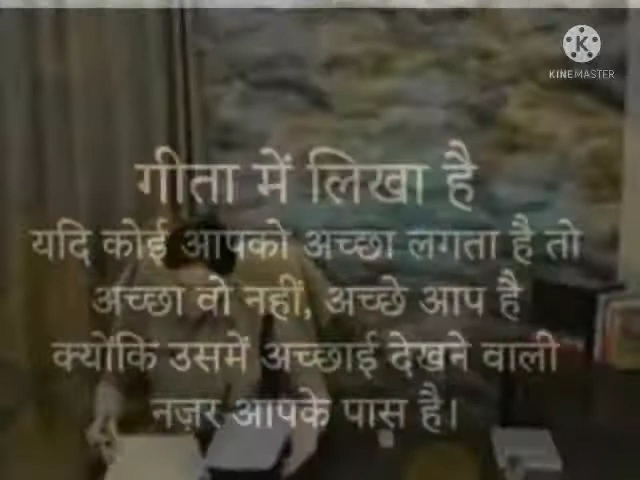 KINEMASTER
गीता में लिखा है
यदि कोई आपको अच्छा लगता है तो
अच्छा वो नहीं, अच्छे आप है
क्योंकि उसमें अच्छाई देखने वाली
नज़र आपके पास है।